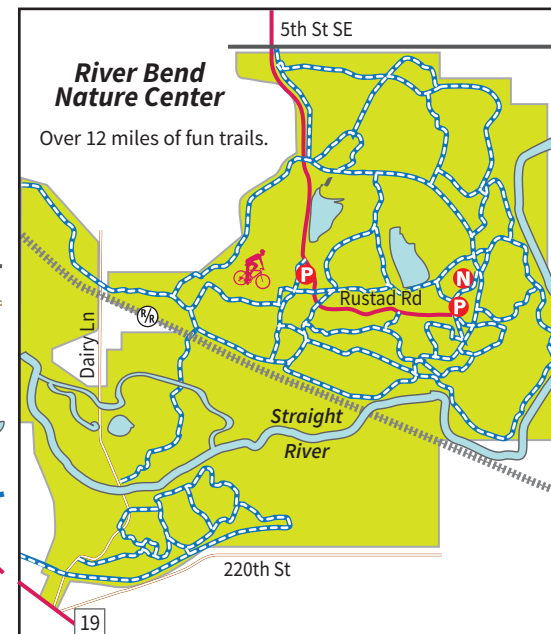 5th St SE
River Bend
Nature Center
Over 12 miles of fun trails.
P
N
Rustad Rd
P
R/R
Dairy Ln
Straight
River
220th St
19